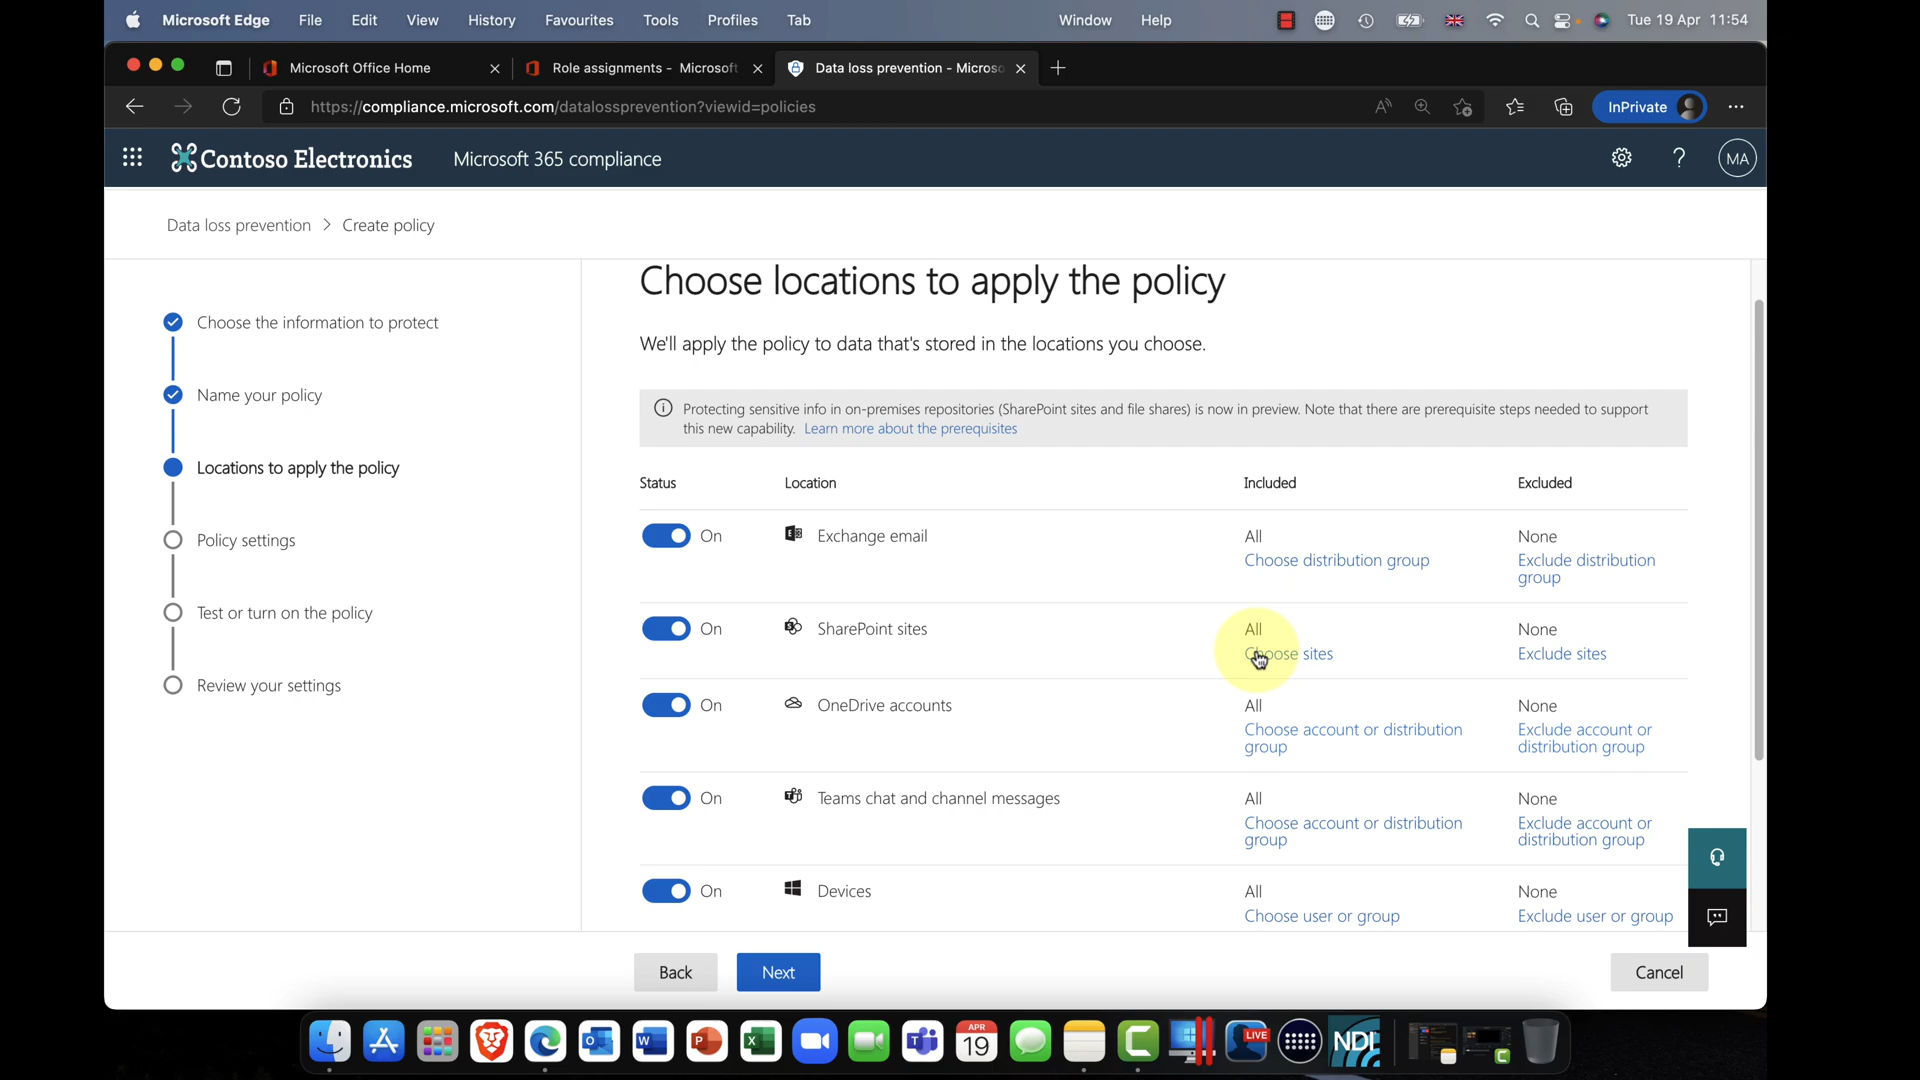 Microsoft Edge File Edit View History Favourites Tools Profiles Tab Window Help Tue 19 Apr 11:54
Microsoft Office Home
Role assignments - Microsoft
Data loss prevention - Microso
https://compliance.microsoft.com/datalossprevention?viewid=policies
InPrivate
Contoso Electronics
Microsoft 365 compliance
MA
Data loss prevention > Create policy
Choose the information to protect
Name your policy
Locations to apply the policy
Policy settings
Test or turn on the policy
Review your settings
Choose locations to apply the policy
We'll apply the policy to data that's stored in the locations you choose.
Protecting sensitive info in on-premises repositories (SharePoint sites and file shares) is now in preview. Note that there are prerequisite steps needed to support
this new capability. Learn more about the prerequisites
Status Location Included Excluded
On Exchange email All None
Choose distribution group Exclude distribution
group
On SharePoint sites All None
Choose sites Exclude sites
On OneDrive accounts All None
Choose account or distribution Exclude account or
group distribution group
On Teams chat and channel messages All None
Choose account or distribution Exclude account or
group distribution group
On Devices All None
Choose user or group Exclude user or group
Back Next Cancel
APR
19
LIVE
NDI